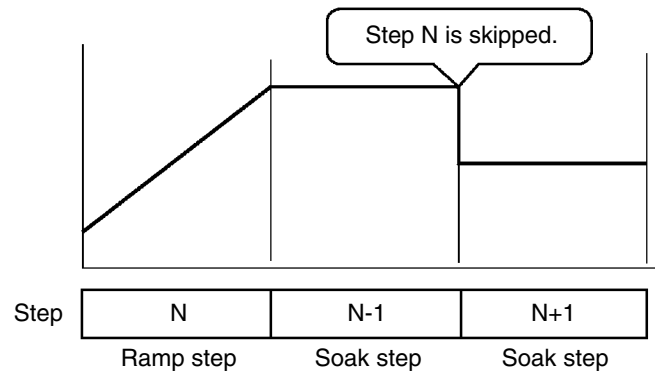 Step N is skipped.
Step N N-1 N+1
Ramp step Soak step Soak step